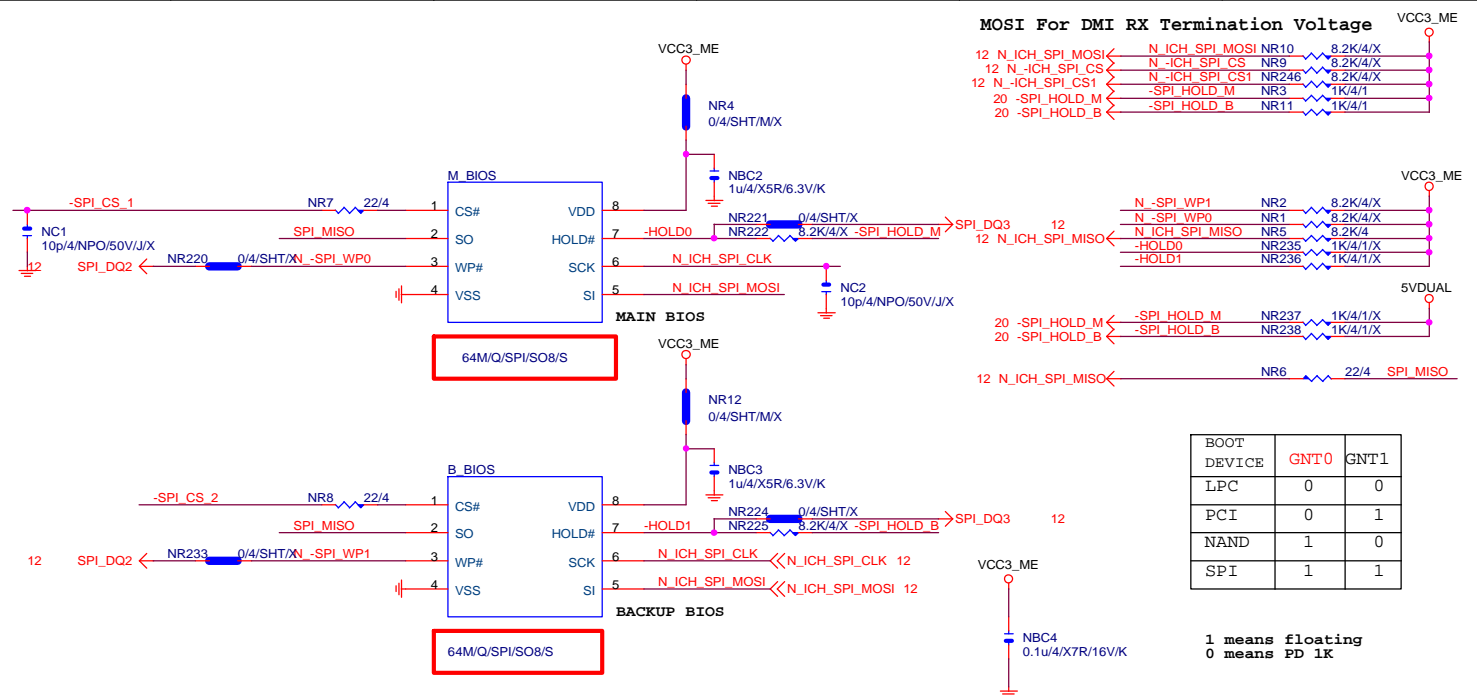 MOSI For DMI RX Termination Voltage
VCC3_ME
12 N_ICH_SPI_MOSI N_ICH_SPI_MOSI NR10 8.2K/4/X
12 N_-ICH_SPI_CS N_-ICH_SPI_CS NR9 8.2K/4/X
12 N_-ICH_SPI_CS1 N_-ICH_SPI_CS1 NR246 8.2K/4/X
20 -SPI_HOLD_M -SPI_HOLD_M NR3 1K/4/1
20 -SPI_HOLD_B -SPI_HOLD_B NR11 1K/4/1
VCC3_ME
NR4
0/4/SHT/M/X
NBC2
1u/4/X5R/6.3V/K
M_BIOS
-SPI_CS_1 NR7 22/4 1 CS# VDD 8
NC1
10p/4/NPO/50V/J/X
SPI_MISO 2 SO HOLD# 7 -HOLD0
NR221 0/4/SHT/X SPI_DQ3 12
NR222 8.2K/4/X -SPI_HOLD_M
12 SPI_DQ2 NR220 0/4/SHT/X N_-SPI_WP0 3 WP# SCK 6 N_ICH_SPI_CLK
4 VSS SI 5 N_ICH_SPI_MOSI
NC2
10p/4/NPO/50V/J/X
MAIN BIOS
64M/Q/SPI/SO8/S
VCC3_ME
N_-SPI_WP1 NR2 8.2K/4/X
N_-SPI_WP0 NR1 8.2K/4/X
12 N_ICH_SPI_MISO N_ICH_SPI_MISO NR5 8.2K/4
-HOLD0 NR235 1K/4/1/X
-HOLD1 NR236 1K/4/1/X
5VDUAL
20 -SPI_HOLD_M -SPI_HOLD_M NR237 1K/4/1/X
20 -SPI_HOLD_B -SPI_HOLD_B NR238 1K/4/1/X
12 N_ICH_SPI_MISO NR6 22/4 SPI_MISO
VCC3_ME
NR12
0/4/SHT/M/X
NBC3
1u/4/X5R/6.3V/K
B_BIOS
-SPI_CS_2 NR8 22/4 1 CS# VDD 8
SPI_MISO 2 SO HOLD# 7 -HOLD1
NR224 0/4/SHT/X SPI_DQ3 12
NR225 8.2K/4/X -SPI_HOLD_B
12 SPI_DQ2 NR233 0/4/SHT/X N_-SPI_WP1 3 WP# SCK 6 N_ICH_SPI_CLK N_ICH_SPI_CLK 12
4 VSS SI 5 N_ICH_SPI_MOSI N_ICH_SPI_MOSI 12
BACKUP BIOS
64M/Q/SPI/SO8/S
VCC3_ME
NBC4
0.1u/4/X7R/16V/K
BOOT
DEVICE GNT0 GNT1
LPC 0 0
PCI 0 1
NAND 1 0
SPI 1 1
1 means floating
0 means PD 1K